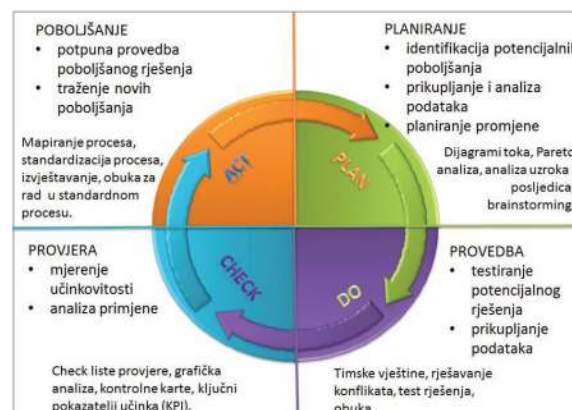 POBOLJŠANJE
• potpuna provedba
poboljšanog rješenja
• traženje novih
poboljšanja
Mapiranje procesa,
standardizacija procesa,
izvještavanje, obuka za
rad u standardnom
procesu.
PLANIRANJE
• identifikacija potencijalnih
poboljšanja
• prikupljanje i analiza
podataka
• planiranje promjene
Dijagrami toka, Pareto
analiza, analiza uzroka i
posljedica,
brainstorming
ACT
PLAN
CHECK
DO
PROVJERA
• mjerenje
učinkovitosti
• analiza primjene
Check liste provjere, grafička
analiza, kontrolne karte, ključni
pokazatelji učinka (KPI).
PROVEDBA
• testiranje
potencijalnog
rješenja
• prikupljanje
podataka
Timske vještine, rješavanje
konflikata, test rješenja,
obuka